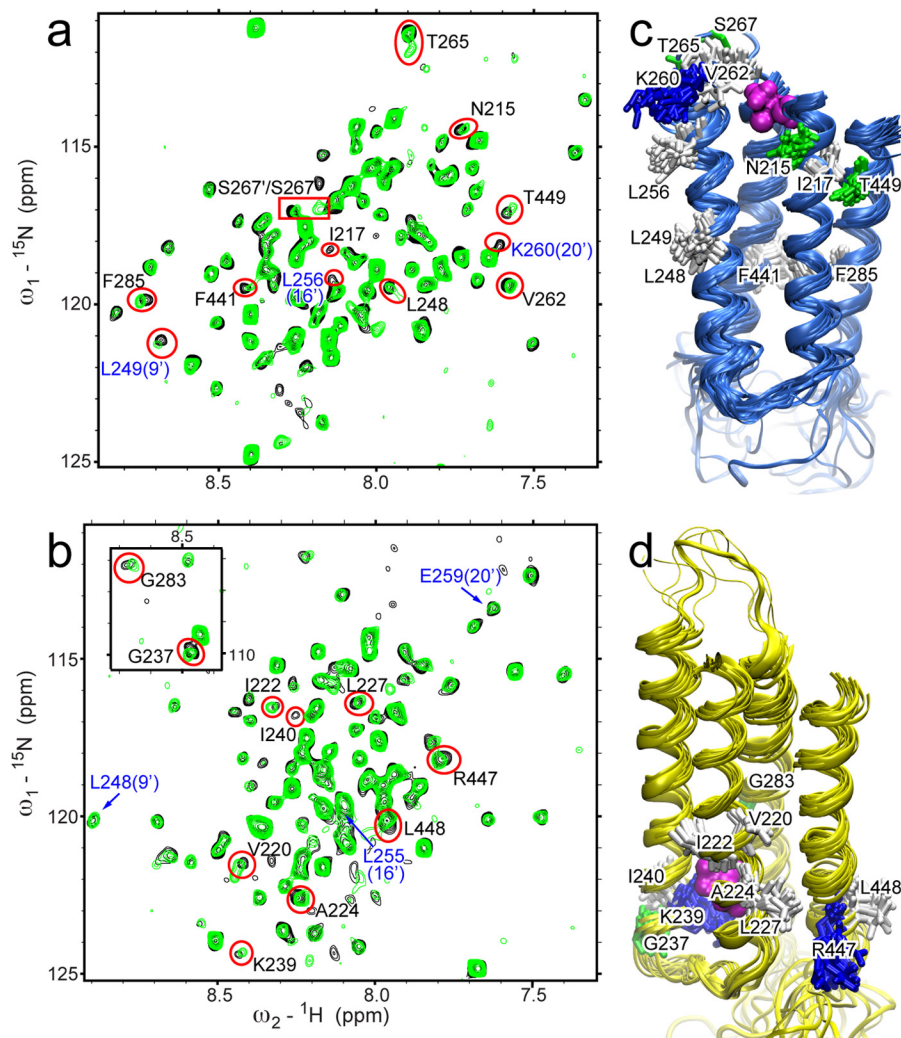 a
T265
N215
S267'/S267
T449
I217
K260(20')
L256
(16')
F285
F441
L248
V262
L249(9')
115
120
125
ω1 - 15N (ppm)
8.5
8.0
7.5
c
S267
T265
K260
V262
N215
I217
T449
L256
L249
L248
F441
F285
b
8.5
G283
G237
110
E259(20')
I222
L227
I240
L248(9')
R447
L448
V220
L255
(16')
A224
K239
115
120
125
ω1 - 15N (ppm)
8.5
8.0
7.5
ω2 - 1H (ppm)
d
G283
V220
I222
I240
A224
L448
K239
L227
G237
R447